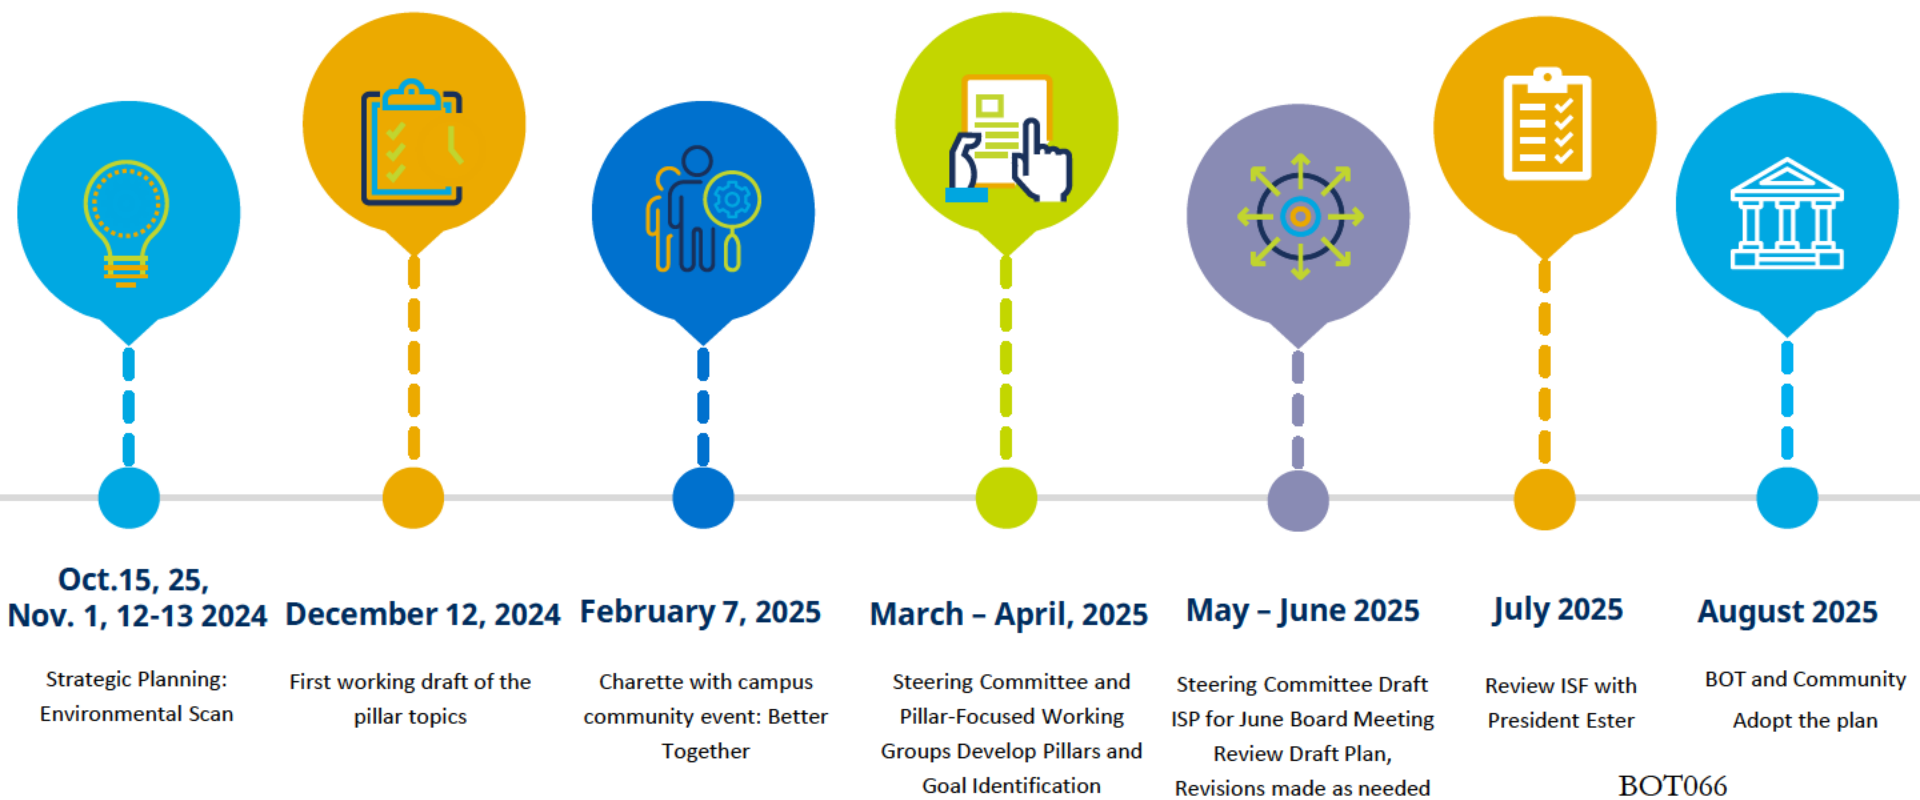 Oct.15, 25,
Nov. 1, 12-13 2024
Strategic Planning:
Environmental Scan
December 12, 2024
First working draft of the
pillar topics
February 7, 2025
Charette with campus
community event: Better
Together
March – April, 2025
Steering Committee and
Pillar-Focused Working
Groups Develop Pillars and
Goal Identification
May – June 2025
Steering Committee Draft
ISP for June Board Meeting
Review Draft Plan,
Revisions made as needed
July 2025
Review ISF with
President Ester
August 2025
BOT and Community
Adopt the plan
BOT066